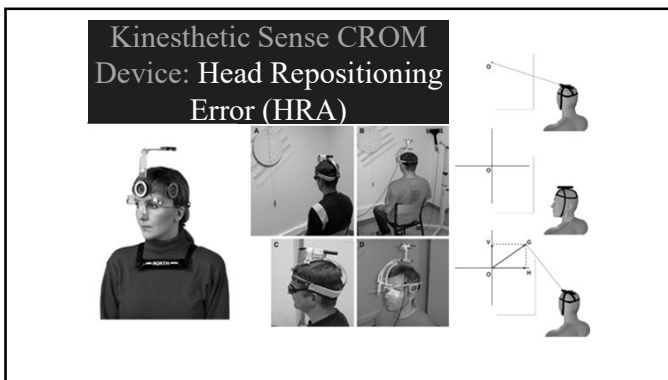 Kinesthetic Sense CROM
Device: Head Repositioning
Error (HRA)
NORTH
A
B
C
D
O
O
V
G
O
H